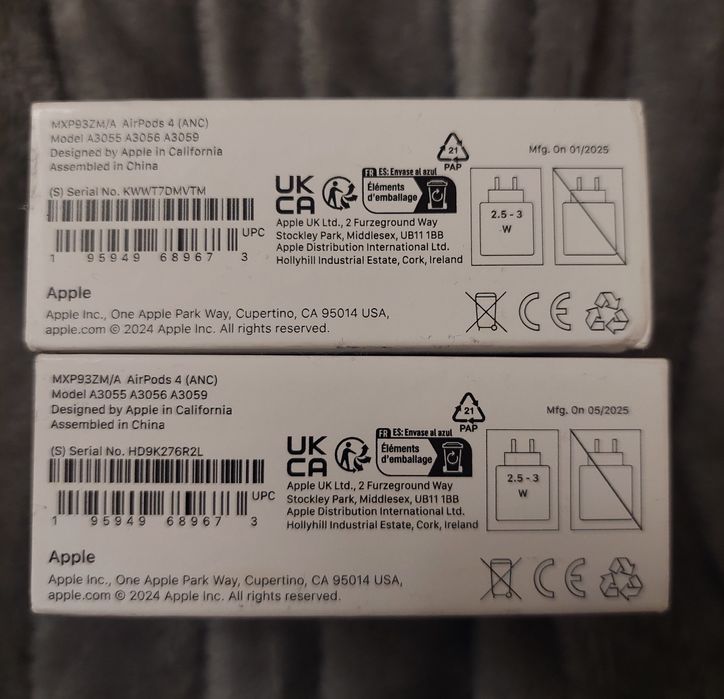 MXP93ZM/A AirPods 4 (ANC)
Model A3055 A3056 A3059
Designed by Apple in California
Assembled in China
(S) Serial No. KWWT7DMVTM
UPC
1 95949 68967 3
Apple
Apple Inc., One Apple Park Way, Cupertino, CA 95014 USA,
apple.com © 2024 Apple Inc. All rights reserved.
UK
CA
FR ES: Envase al azul
Éléments
d'emballage
Apple UK Ltd., 2 Furzeground Way
Stockley Park, Middlesex, UB11 1BB
Apple Distribution International Ltd.
Hollyhill Industrial Estate, Cork, Ireland
21
PAP
Mfg. On 01/2025
2.5 - 3
W
CE
MXP93ZM/A AirPods 4 (ANC)
Model A3055 A3056 A3059
Designed by Apple in California
Assembled in China
(S) Serial No. HD9K276R2L
UPC
1 95949 68967 3
Apple
Apple Inc., One Apple Park Way, Cupertino, CA 95014 USA,
apple.com © 2024 Apple Inc. All rights reserved.
UK
CA
FR ES: Envase al azul
Éléments
d'emballage
Apple UK Ltd., 2 Furzeground Way
Stockley Park, Middlesex, UB11 1BB
Apple Distribution International Ltd.
Hollyhill Industrial Estate, Cork, Ireland
21
PAP
Mfg. On 05/2025
2.5 - 3
W
CE